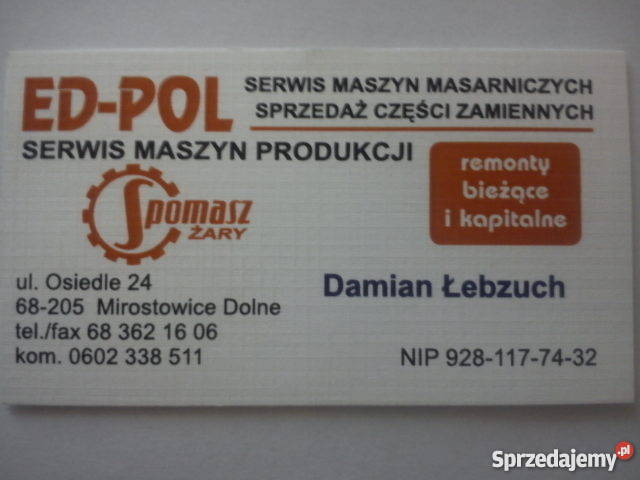 ED-POL
SERWIS MASZYN MASARNICZYCH
SPRZEDAŻ CZĘŚCI ZAMIENNYCH
SERWIS MASZYN PRODUKCJI
Spomasz
ŻARY
remonty
bieżące
i kapitalne
ul. Osiedle 24
68-205 Mirostowice Dolne
tel./fax 68 362 16 06
kom. 0602 338 511
Damian Łebzuch
NIP 928-117-74-32
Sprzedajemy.pl